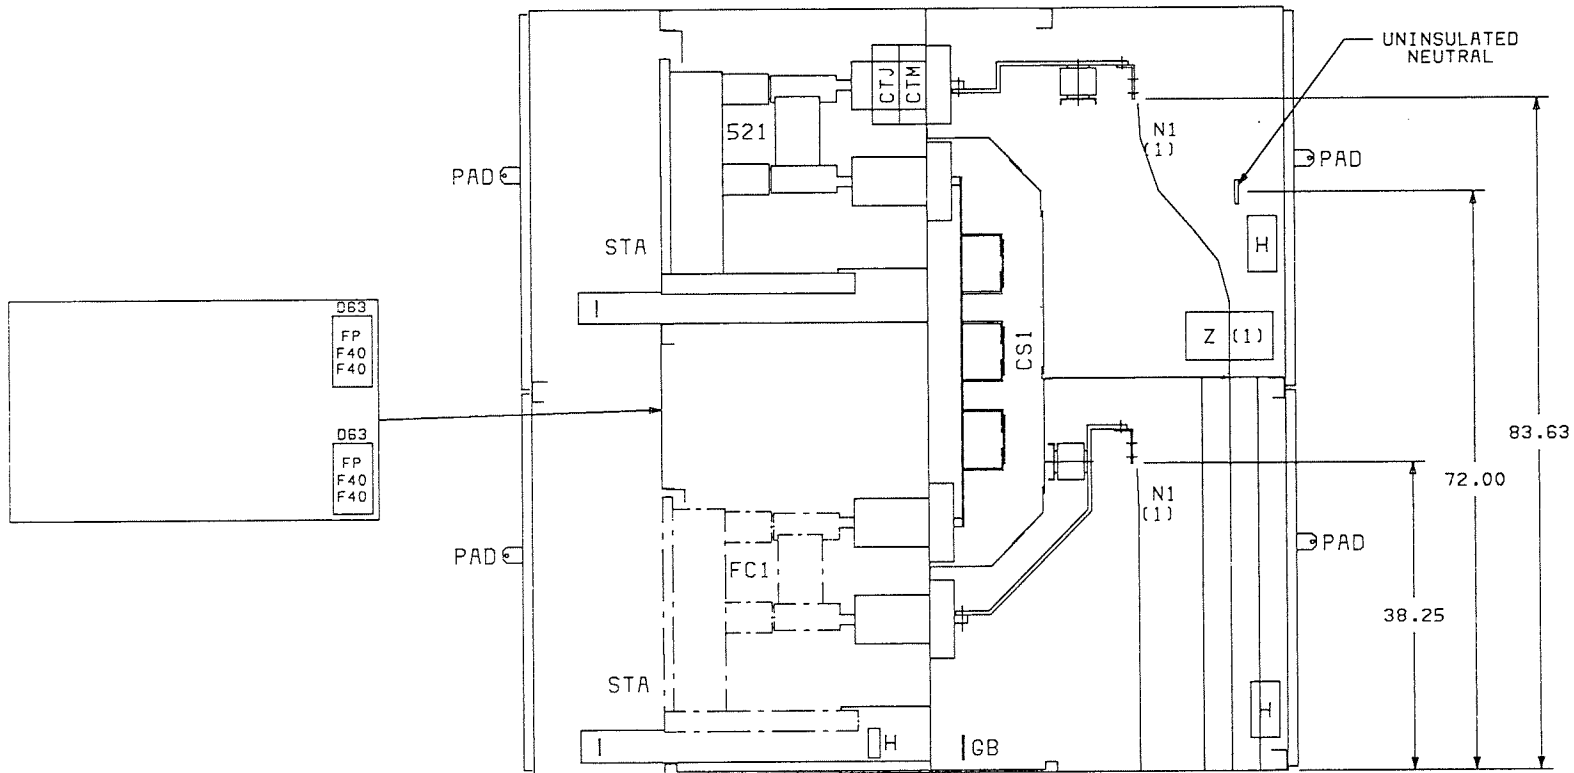 UNINSULATED
NEUTRAL
CTJ
CTM
521
N1
(1)
PAD
PAD
STA
H
I
D63
FP
F40
F40
Z (1)
CS1
83.63
D63
FP
F40
F40
72.00
N1
(1)
PAD
FC1
PAD
38.25
STA
H
I
H
GB